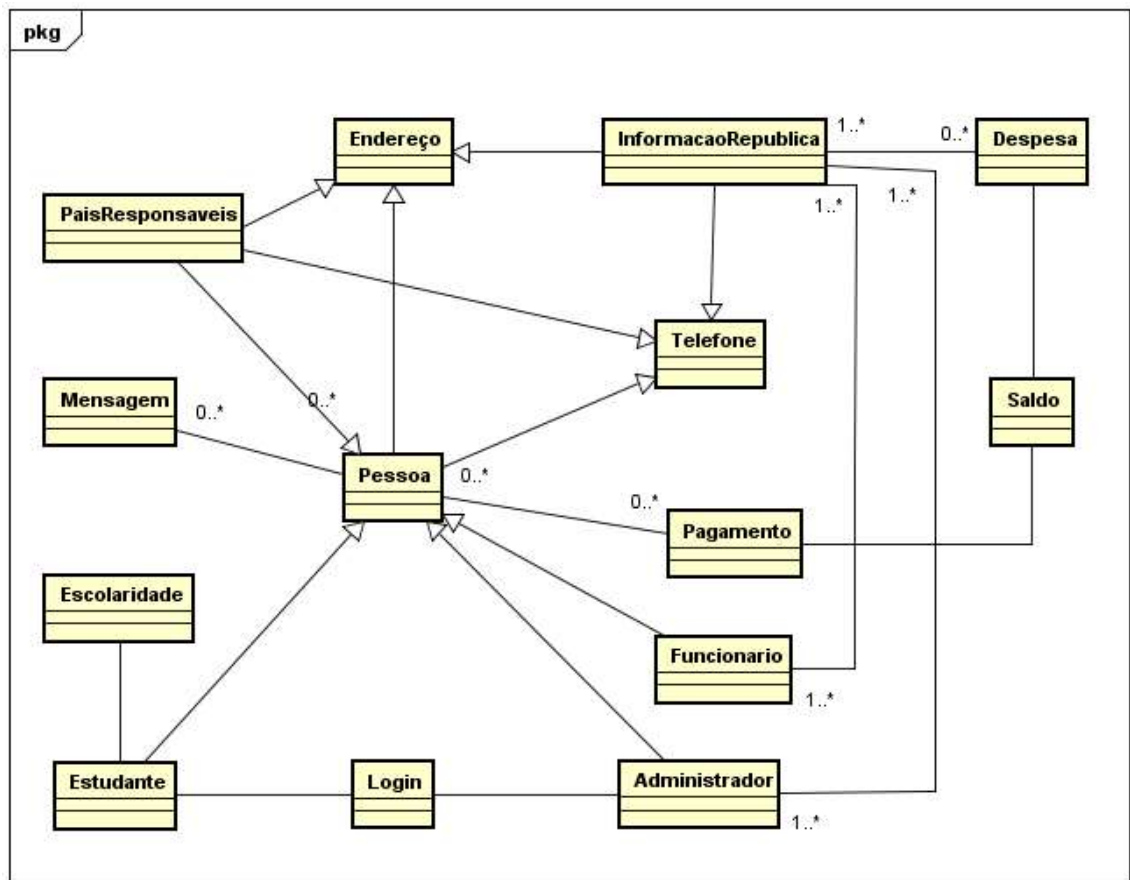 pkg
Endereço
InformacaoRepublica
1..*
0..*
Despesa
1..*
1..*
PaisResponsaveis
Telefone
Mensagem
0..*
0..*
Saldo
Pessoa
0..*
0..*
Pagamento
Escolaridade
Funcionario
1..*
Estudante
Login
Administrador
1..*